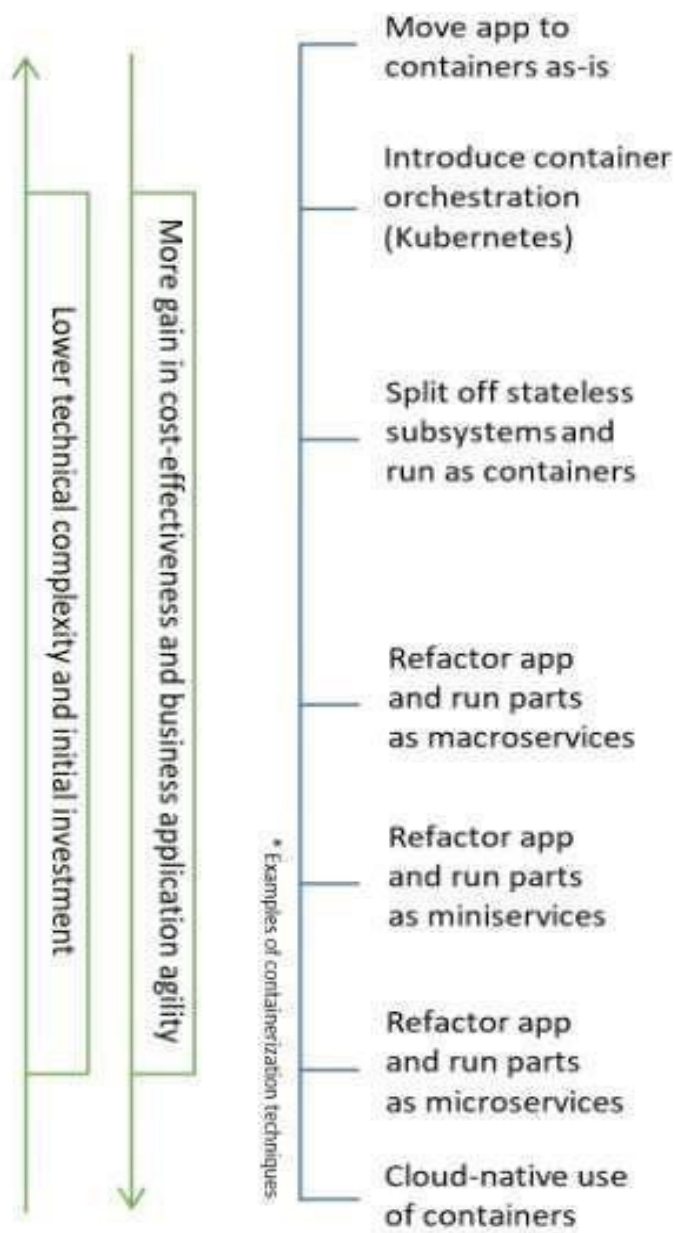 Move app to
containers as-is
Introduce container
orchestration
(Kubernetes)
Split off stateless
subsystems and
run as containers
Refactor app
and run parts
as macroservices
Refactor app
and run parts
as miniservices
Refactor app
and run parts
as microservices
Cloud-native use
of containers
Lower technical complexity and initial investment
More gain in cost-effectiveness and business application agility
* Examples of containerization techniques.